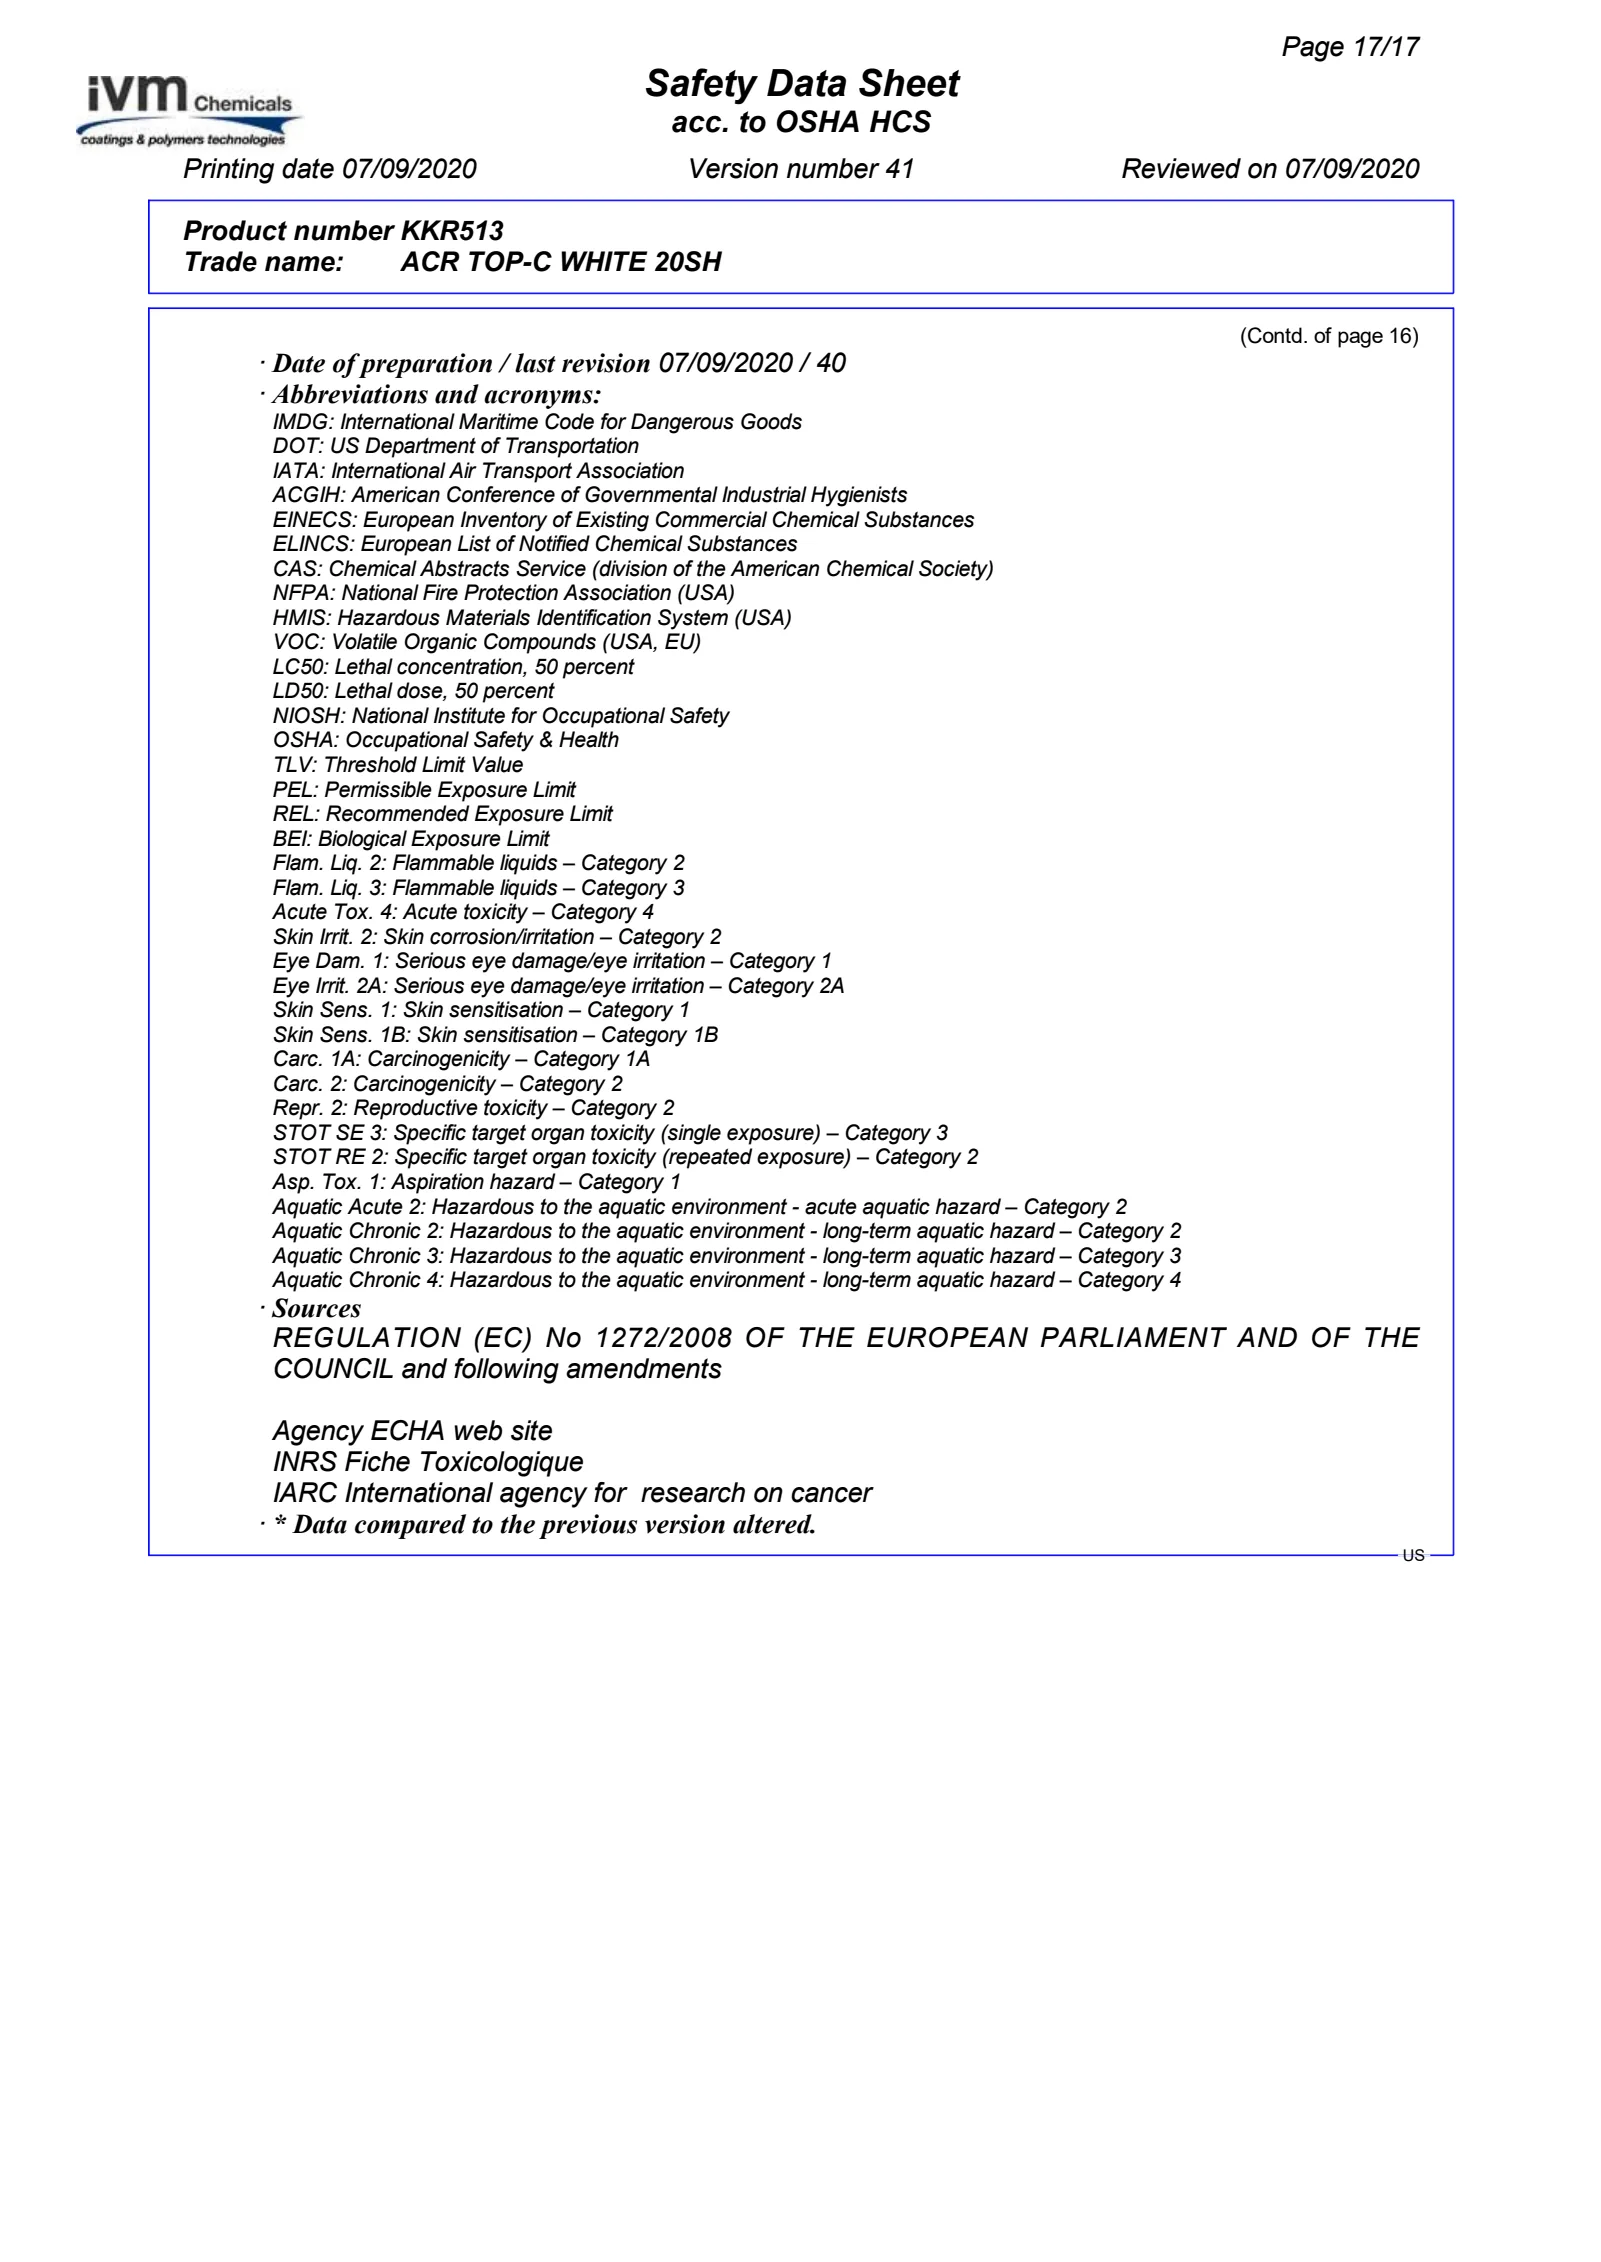 Page 17/17
Safety Data Sheet
acc. to OSHA HCS
ivm Chemicals
coatings & polymers technologies
Printing date 07/09/2020 Version number 41 Reviewed on 07/09/2020
Product number KKR513
Trade name: ACR TOP-C WHITE 20SH
(Contd. of page 16)
· Date of preparation / last revision 07/09/2020 / 40
· Abbreviations and acronyms:
IMDG: International Maritime Code for Dangerous Goods
DOT: US Department of Transportation
IATA: International Air Transport Association
ACGIH: American Conference of Governmental Industrial Hygienists
EINECS: European Inventory of Existing Commercial Chemical Substances
ELINCS: European List of Notified Chemical Substances
CAS: Chemical Abstracts Service (division of the American Chemical Society)
NFPA: National Fire Protection Association (USA)
HMIS: Hazardous Materials Identification System (USA)
VOC: Volatile Organic Compounds (USA, EU)
LC50: Lethal concentration, 50 percent
LD50: Lethal dose, 50 percent
NIOSH: National Institute for Occupational Safety
OSHA: Occupational Safety & Health
TLV: Threshold Limit Value
PEL: Permissible Exposure Limit
REL: Recommended Exposure Limit
BEI: Biological Exposure Limit
Flam. Liq. 2: Flammable liquids – Category 2
Flam. Liq. 3: Flammable liquids – Category 3
Acute Tox. 4: Acute toxicity – Category 4
Skin Irrit. 2: Skin corrosion/irritation – Category 2
Eye Dam. 1: Serious eye damage/eye irritation – Category 1
Eye Irrit. 2A: Serious eye damage/eye irritation – Category 2A
Skin Sens. 1: Skin sensitisation – Category 1
Skin Sens. 1B: Skin sensitisation – Category 1B
Carc. 1A: Carcinogenicity – Category 1A
Carc. 2: Carcinogenicity – Category 2
Repr. 2: Reproductive toxicity – Category 2
STOT SE 3: Specific target organ toxicity (single exposure) – Category 3
STOT RE 2: Specific target organ toxicity (repeated exposure) – Category 2
Asp. Tox. 1: Aspiration hazard – Category 1
Aquatic Acute 2: Hazardous to the aquatic environment - acute aquatic hazard – Category 2
Aquatic Chronic 2: Hazardous to the aquatic environment - long-term aquatic hazard – Category 2
Aquatic Chronic 3: Hazardous to the aquatic environment - long-term aquatic hazard – Category 3
Aquatic Chronic 4: Hazardous to the aquatic environment - long-term aquatic hazard – Category 4
· Sources
REGULATION (EC) No 1272/2008 OF THE EUROPEAN PARLIAMENT AND OF THE
COUNCIL and following amendments
Agency ECHA web site
INRS Fiche Toxicologique
IARC International agency for research on cancer
· * Data compared to the previous version altered.
US